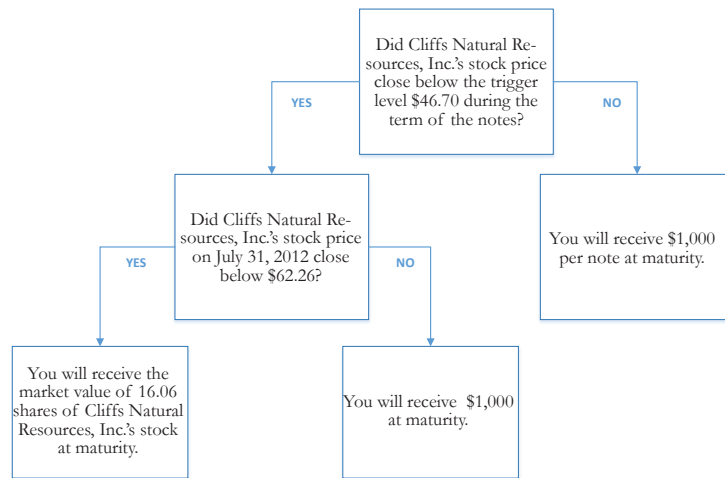 Did Cliffs Natural Re-
sources, Inc.'s stock price
close below the trigger
level $46.70 during the
term of the notes?
YES
NO
Did Cliffs Natural Re-
sources, Inc.'s stock price
on July 31, 2012 close
below $62.26?
You will receive $1,000
per note at maturity.
YES
NO
You will receive the
market value of 16.06
shares of Cliffs Natural
Resources, Inc.'s stock
at maturity.
You will receive $1,000
at maturity.